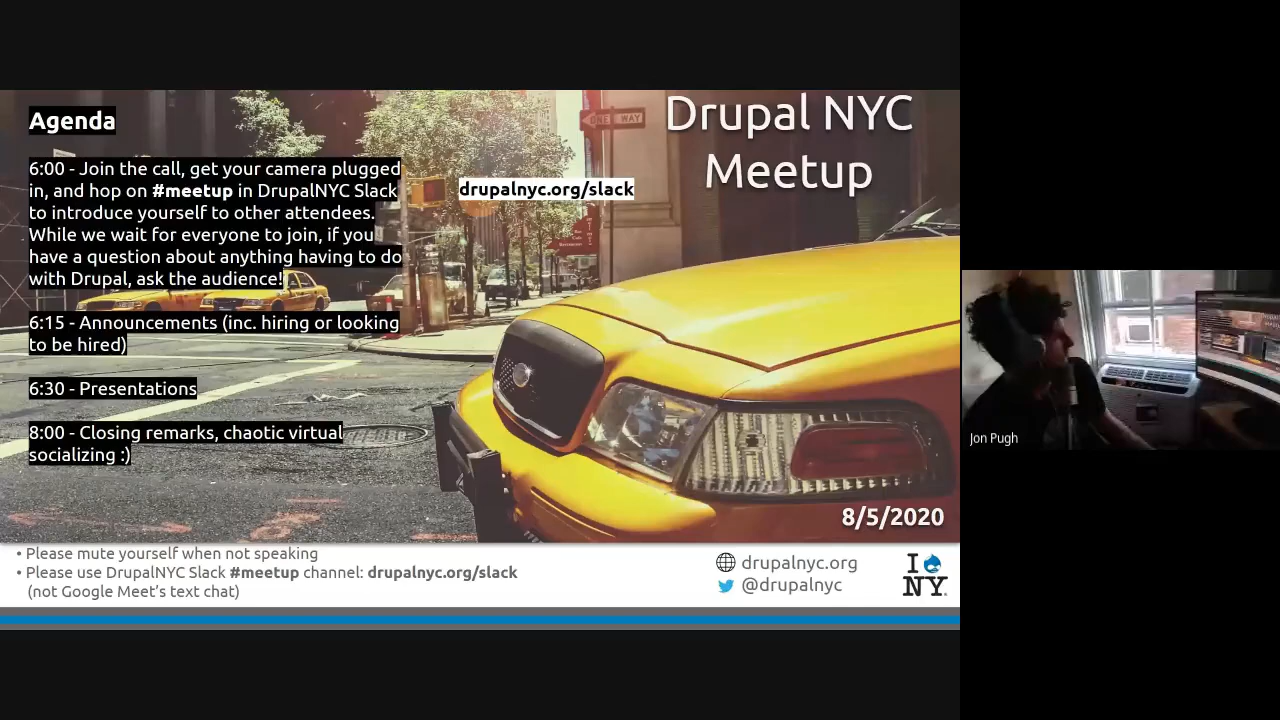 Agenda
6:00 - Join the call, get your camera plugged
in, and hop on #meetup in DrupalNYC Slack
to introduce yourself to other attendees.
While we wait for everyone to join, if you
have a question about anything having to do
with Drupal, ask the audience!
6:15 - Announcements (inc. hiring or looking
to be hired)
6:30 - Presentations
8:00 - Closing remarks, chaotic virtual
socializing :)
drupalnyc.org/slack
ONE WAY
Drupal NYC
Meetup
8/5/2020
• Please mute yourself when not speaking
• Please use DrupalNYC Slack #meetup channel: drupalnyc.org/slack
(not Google Meet's text chat)
drupalnyc.org
@drupalnyc
I
NY.
Jon Pugh